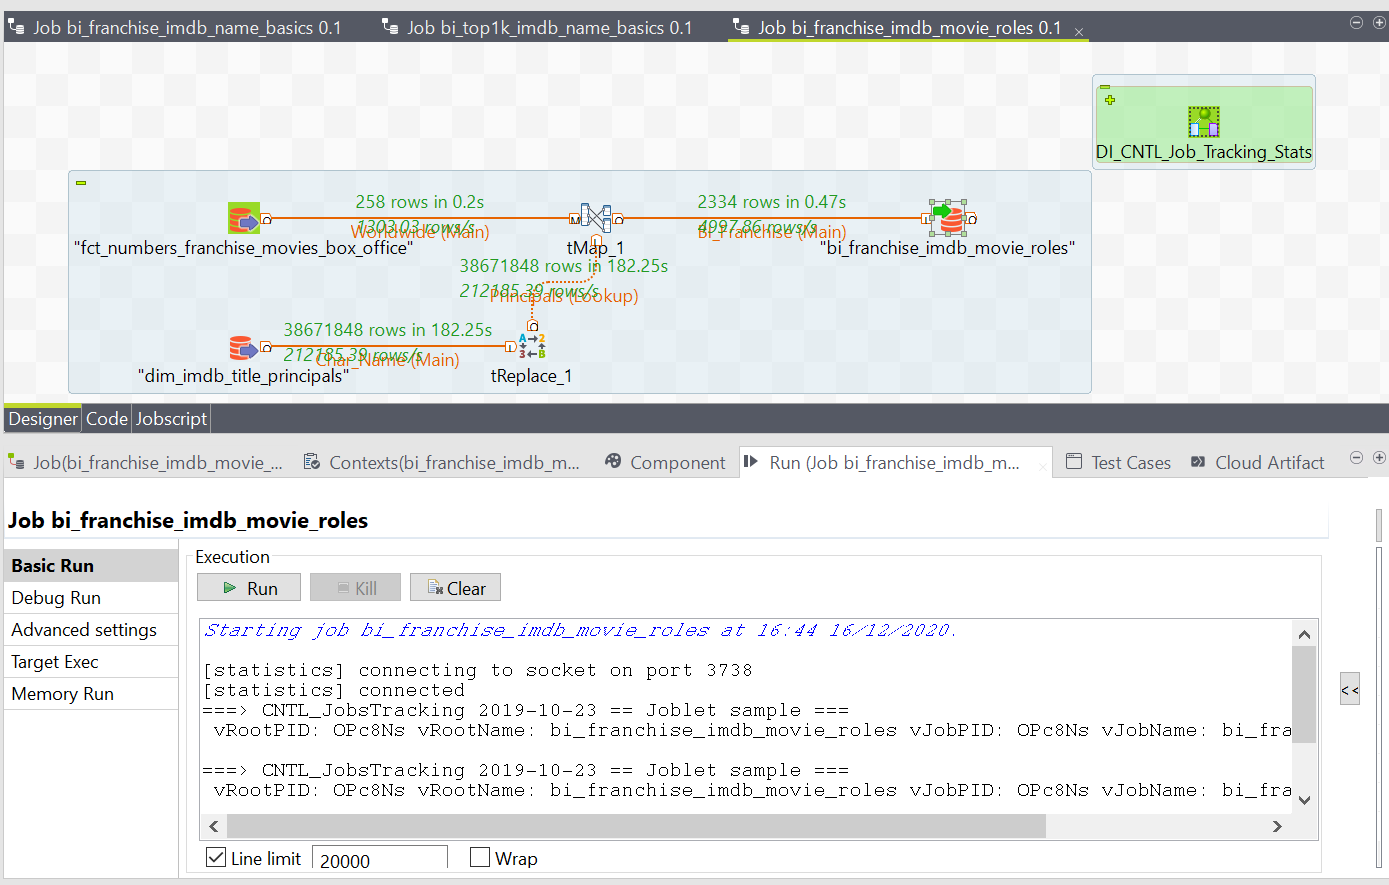 Job bi_franchise_imdb_name_basics 0.1
Job bi_top1k_imdb_name_basics 0.1
Job bi_franchise_imdb_movie_roles 0.1
DI_CNTL_Job_Tracking_Stats
258 rows in 0.2s
1303.03 rows/s
Worldwide (Main)
2334 rows in 0.47s
4997.86 rows/s
Bi_Franchise (Main)
"fct_numbers_franchise_movies_box_office"
tMap_1
"bi_franchise_imdb_movie_roles"
38671848 rows in 182.25s
212185.39 rows/s
Principals (Lookup)
38671848 rows in 182.25s
212185.39 rows/s
Char_Name (Main)
"dim_imdb_title_principals"
tReplace_1
Designer
Code
Jobscript
Job(bi_franchise_imdb_movie_...
Contexts(bi_franchise_imdb_m...
Component
Run (Job bi_franchise_imdb_m...
Test Cases
Cloud Artifact
Job bi_franchise_imdb_movie_roles
Basic Run
Debug Run
Advanced settings
Target Exec
Memory Run
Execution
Run
Kill
Clear
Starting job bi_franchise_imdb_movie_roles at 16:44 16/12/2020.
[statistics] connecting to socket on port 3738
[statistics] connected
===> CNTL_JobsTracking 2019-10-23 == Joblet sample ===
vRootPID: OPc8Ns vRootName: bi_franchise_imdb_movie_roles vJobPID: OPc8Ns vJobName: bi_fra
===> CNTL_JobsTracking 2019-10-23 == Joblet sample ===
vRootPID: OPc8Ns vRootName: bi_franchise_imdb_movie_roles vJobPID: OPc8Ns vJobName: bi_fra
<<
Line limit
20000
Wrap